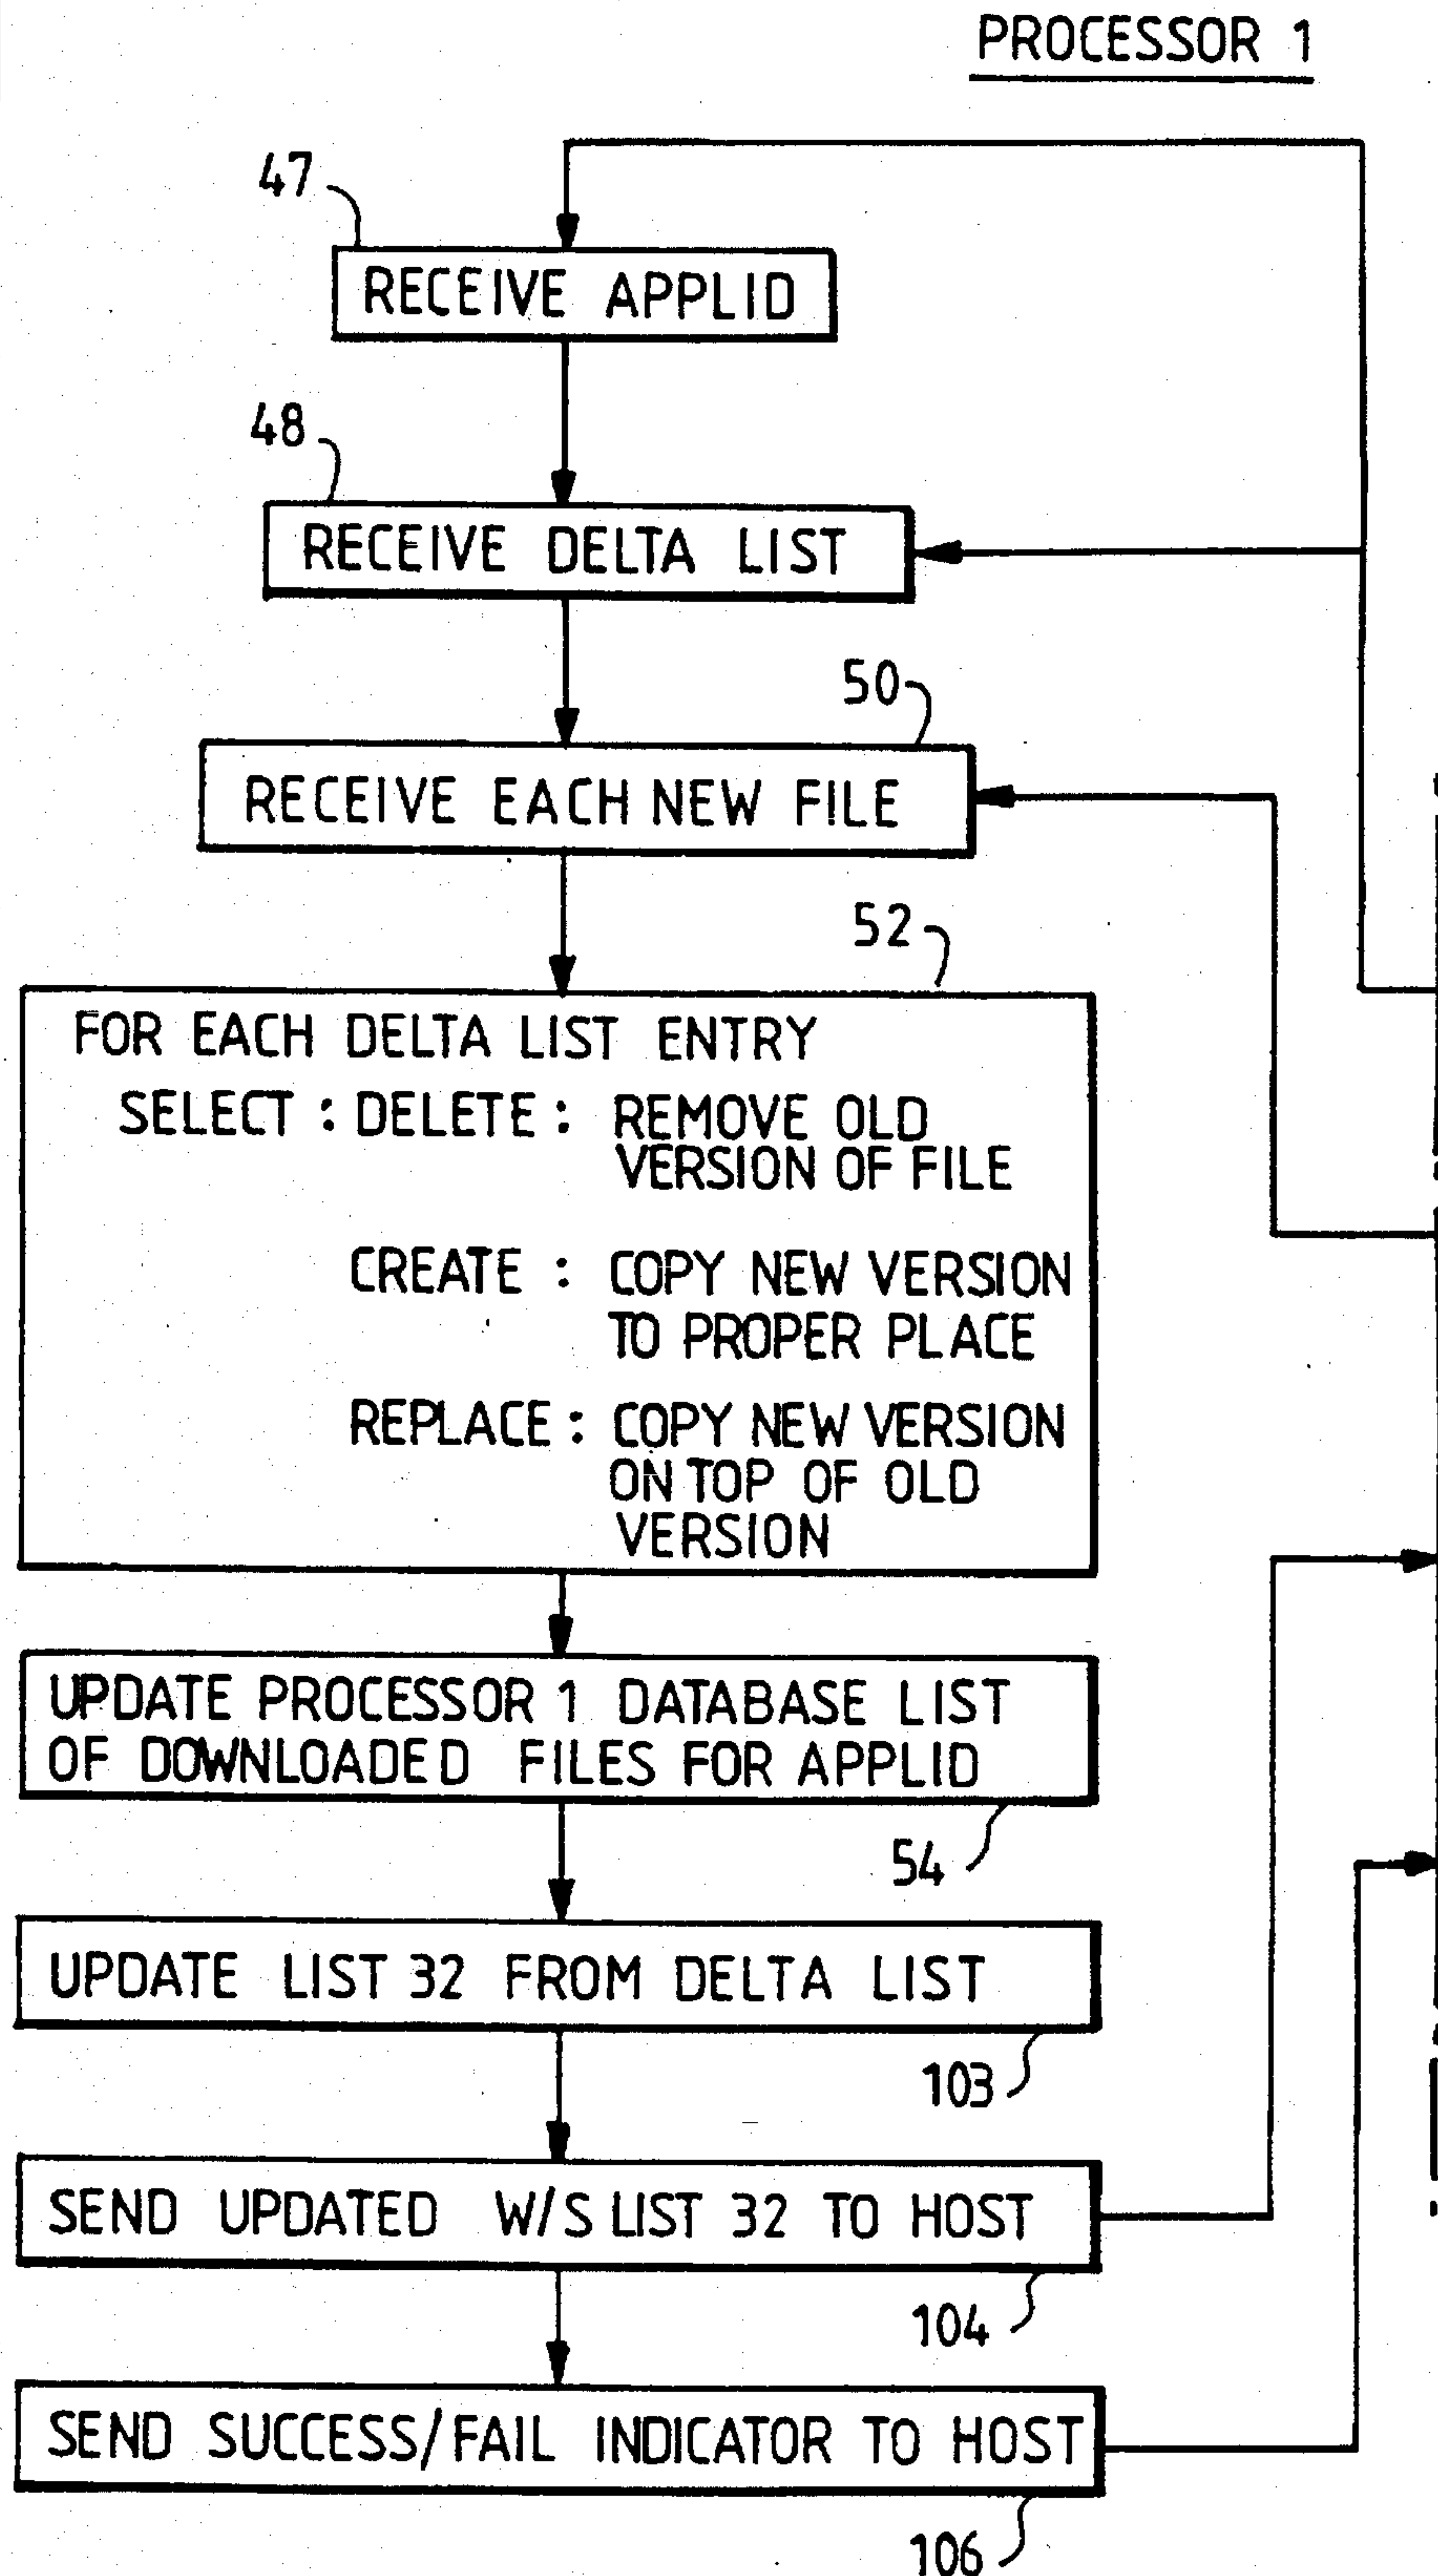 PROCESSOR 1
47
RECEIVE APPLID
48
RECEIVE DELTA LIST
50
RECEIVE EACH NEW FILE
52
FOR EACH DELTA LIST ENTRY
SELECT : DELETE : REMOVE OLD
VERSION OF FILE
CREATE : COPY NEW VERSION
TO PROPER PLACE
REPLACE : COPY NEW VERSION
ON TOP OF OLD
VERSION
UPDATE PROCESSOR 1 DATABASE LIST
OF DOWNLOADED FILES FOR APPLID
54
UPDATE LIST 32 FROM DELTA LIST
103
SEND UPDATED W/S LIST 32 TO HOST
104
SEND SUCCESS/FAIL INDICATOR TO HOST
106